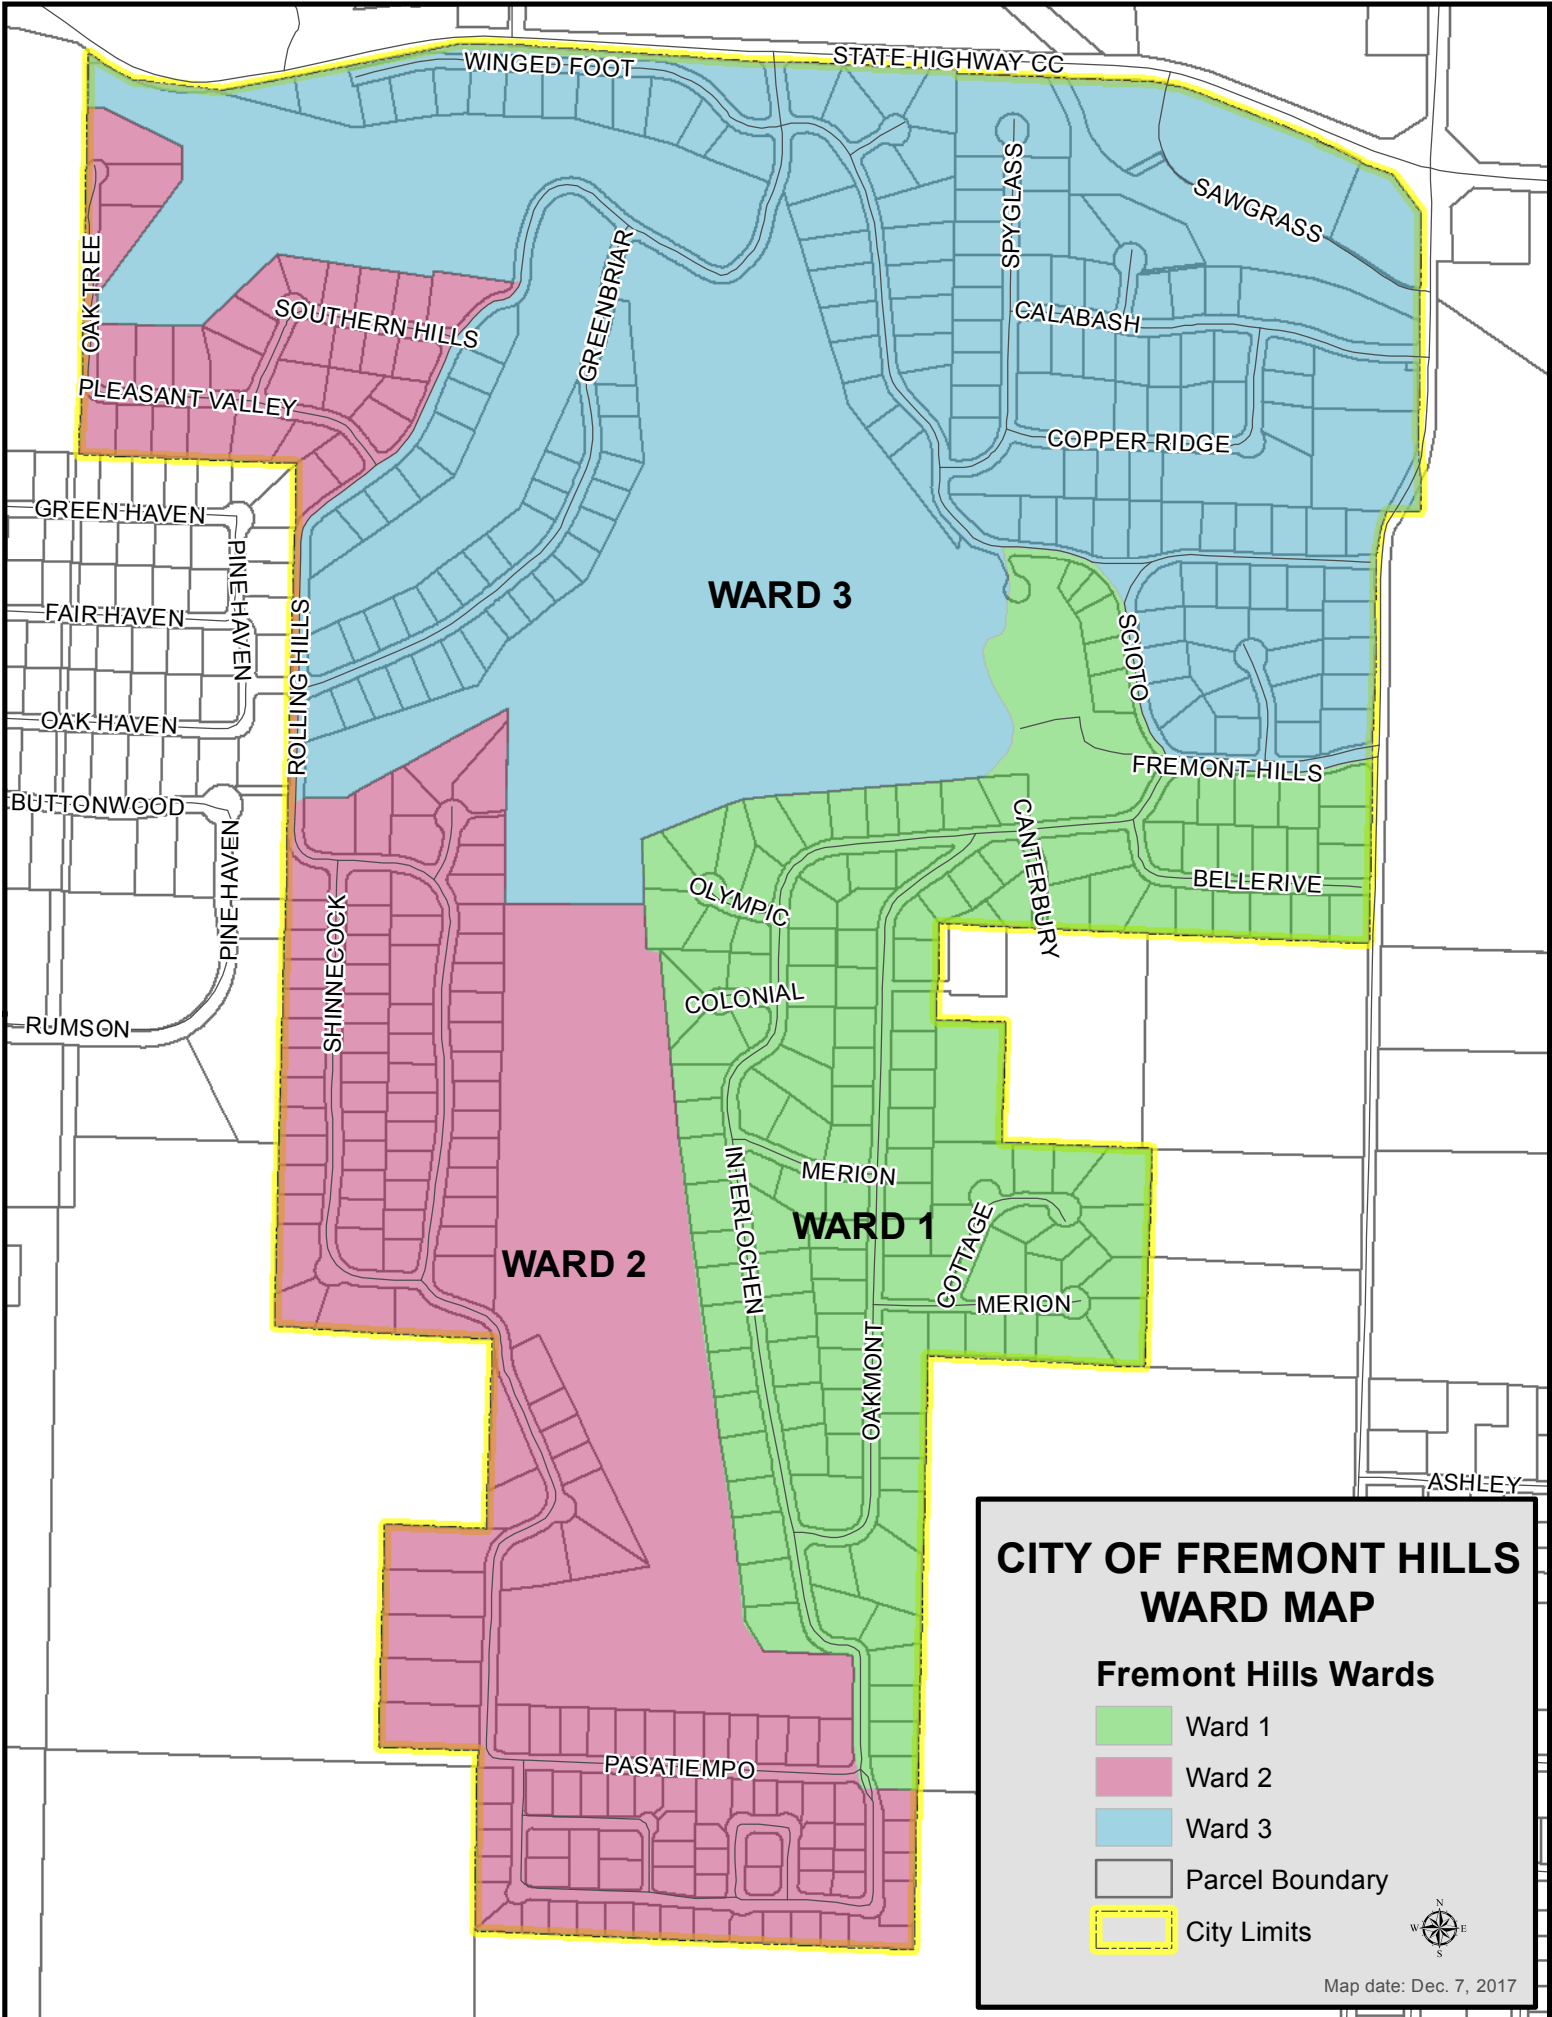 WINGED FOOT
STATE HIGHWAY CC
SPYGLASS
SAWGRASS
OAK TREE
SOUTHERN HILLS
GREENBRIAR
CALABASH
PLEASANT VALLEY
COPPER RIDGE
GREEN HAVEN
PINE HAVEN
FAIR HAVEN
WARD 3
ROLLING HILLS
SCIOTO
OAK HAVEN
FREMONT HILLS
BUTTONWOOD
PINE HAVEN
CANTERBURY
OLYMPIC
BELLERIVE
SHINNECOCK
COLONIAL
RUMSON
INTERLOCHEN
MERION
WARD 1
COTTAGE
WARD 2
MERION
OAKMONT
ASHLEY
PASATIEMPO
CITY OF FREMONT HILLS
WARD MAP
Fremont Hills Wards
Ward 1
Ward 2
Ward 3
Parcel Boundary
City Limits
N
W
E
S
Map date: Dec. 7, 2017